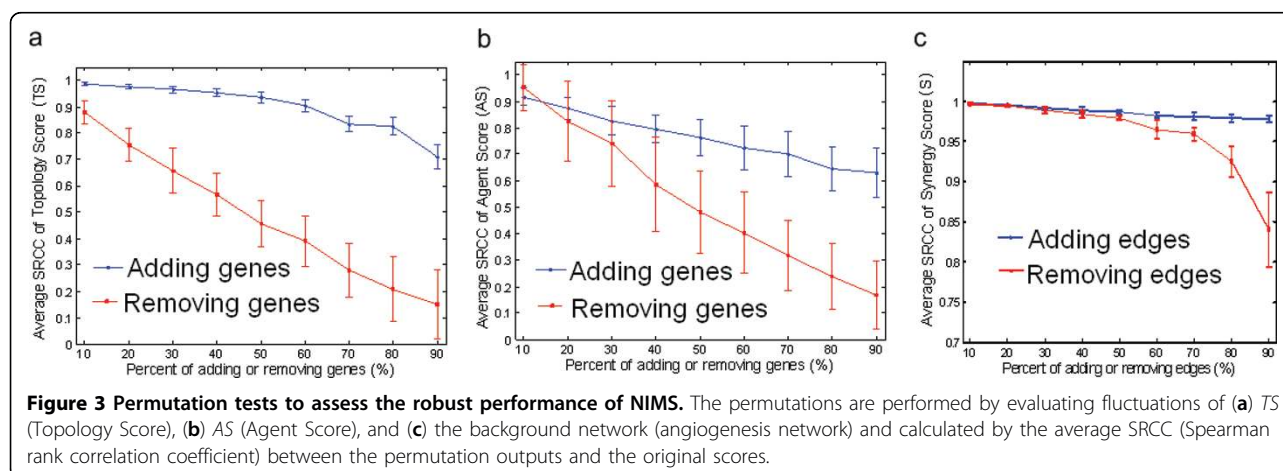 a
Average SRCC of Topology Score (TS)
1
0.9
0.8
0.7
0.6
0.5
0.4
0.3
0.2
0.1
0
Adding genes
Removing genes
10 20 30 40 50 60 70 80 90
Percent of adding or removing genes (%)
b
Average SRCC of Agent Score (AS)
1
0.9
0.8
0.7
0.6
0.5
0.4
0.3
0.2
0.1
0
Adding genes
Removing genes
10 20 30 40 50 60 70 80 90
Percent of adding or removing genes (%)
c
Average SRCC of Synergy Score (S)
1
0.95
0.9
0.85
0.8
0.75
0.7
Adding edges
Removing edges
10 20 30 40 50 60 70 80 90
Percent of adding or removing edges (%)
Figure 3 Permutation tests to assess the robust performance of NIMS. The permutations are performed by evaluating fluctuations of (a) TS
(Topology Score), (b) AS (Agent Score), and (c) the background network (angiogenesis network) and calculated by the average SRCC (Spearman
rank correlation coefficient) between the permutation outputs and the original scores.